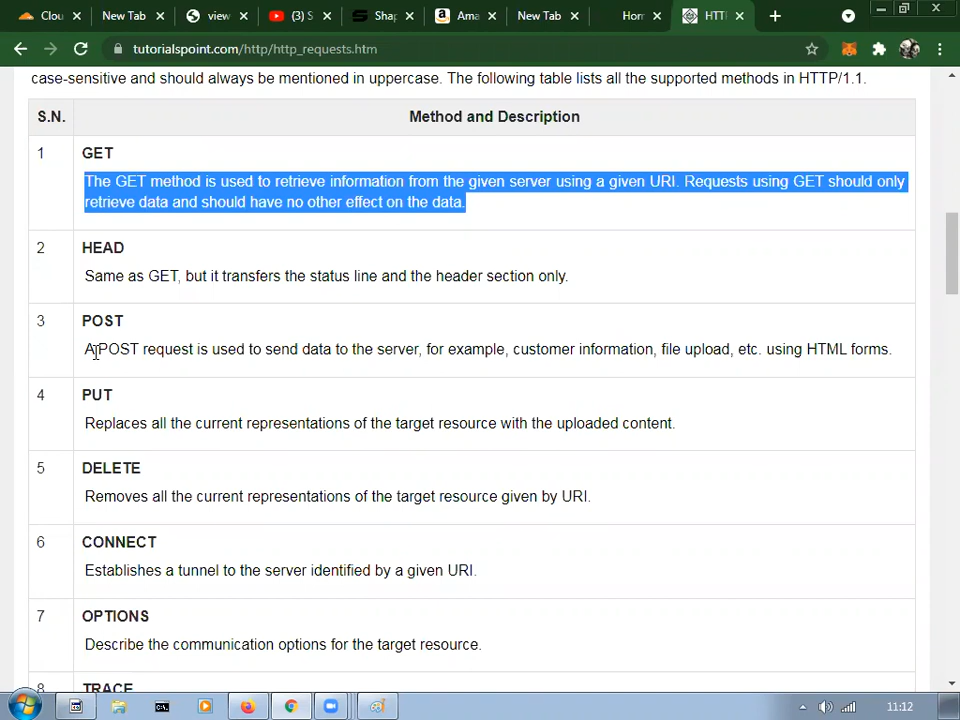 Clou
New Tab
view
(3) S
Shap
Ama
New Tab
Hom
HTT
tutorialspoint.com/http/http_requests.htm
case-sensitive and should always be mentioned in uppercase. The following table lists all the supported methods in HTTP/1.1.
S.N. Method and Description
1 GET
The GET method is used to retrieve information from the given server using a given URI. Requests using GET should only
retrieve data and should have no other effect on the data.
2 HEAD
Same as GET, but it transfers the status line and the header section only.
3 POST
A POST request is used to send data to the server, for example, customer information, file upload, etc. using HTML forms.
4 PUT
Replaces all the current representations of the target resource with the uploaded content.
5 DELETE
Removes all the current representations of the target resource given by URI.
6 CONNECT
Establishes a tunnel to the server identified by a given URI.
7 OPTIONS
Describe the communication options for the target resource.
8 TRACE
11:12